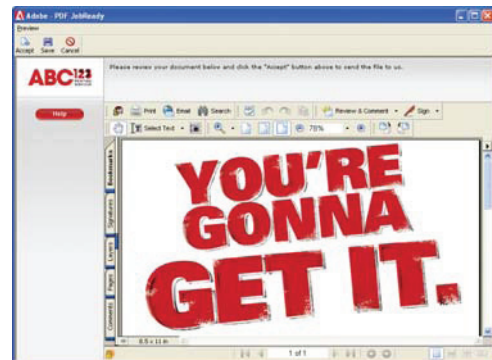 Adobe - PDF JobReady
Preview
Accept Save Cancel
ABC 123
Please review your document below and click the "Accept" button above to send the file to us.
Help
Print Email Search Review & Comment Sign
Select Text 78%
Bookmarks
Signatures
Layers
Pages
Comments
YOU'RE
GONNA
GET IT.
8.5 x 11 in
1 of 1